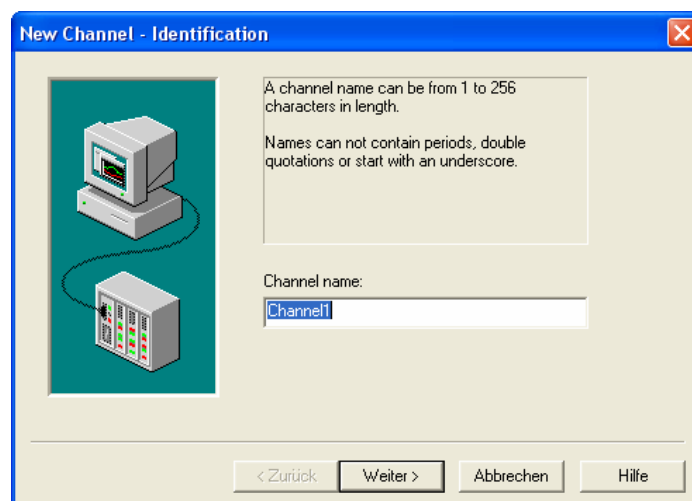 New Channel - Identification
A channel name can be from 1 to 256
characters in length.
Names can not contain periods, double
quotations or start with an underscore.
Channel name:
Channel1
< Zurück
Weiter >
Abbrechen
Hilfe